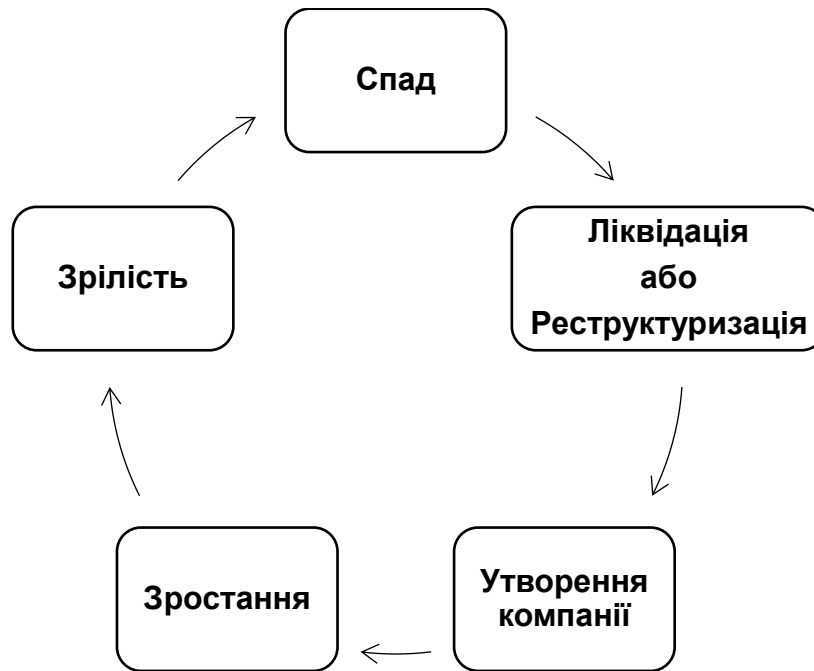 Спад
Зрілість
Ліквідація
або
Реструктуризація
Зростання
Утворення
компанії